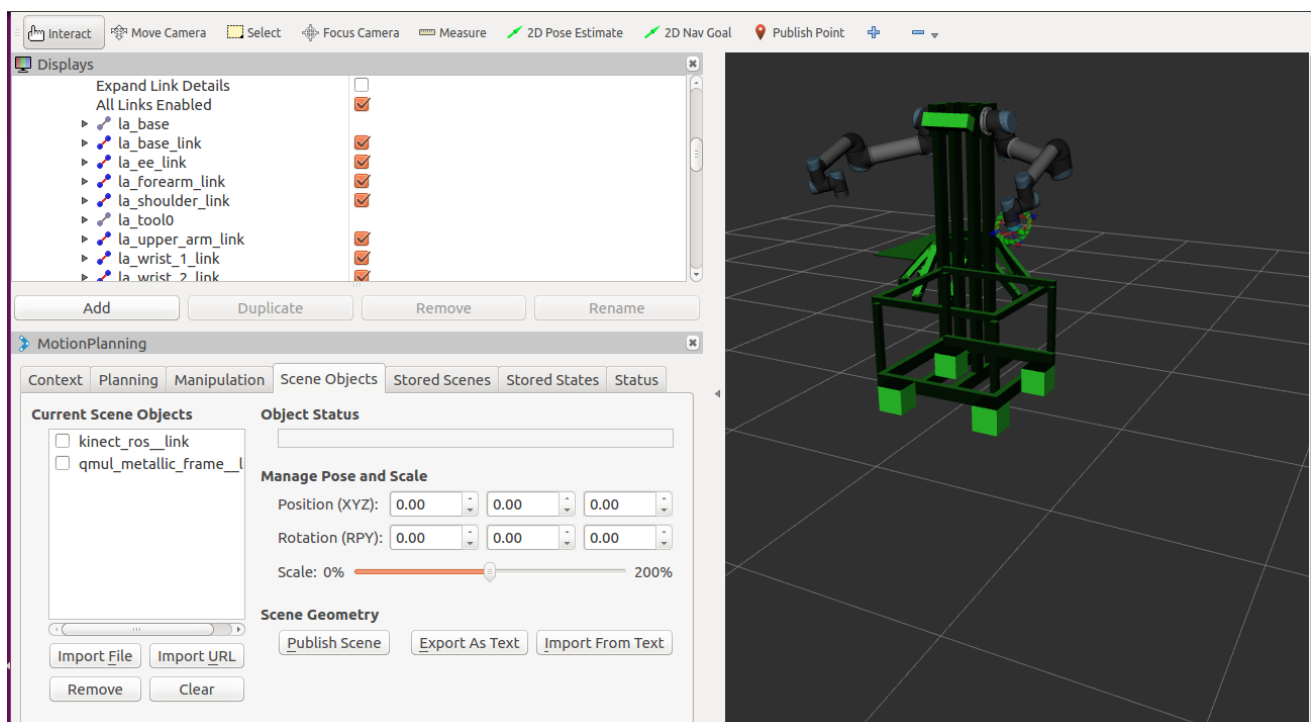 Interact Move Camera Select Focus Camera Measure 2D Pose Estimate 2D Nav Goal Publish Point
Displays
Expand Link Details
All Links Enabled
la_base
la_base_link
la_ee_link
la_forearm_link
la_shoulder_link
la_tool0
la_upper_arm_link
la_wrist_1_link
la_wrist_2_link
Add Duplicate Remove Rename
MotionPlanning
Context Planning Manipulation Scene Objects Stored Scenes Stored States Status
Current Scene Objects
kinect_ros__link
qmul_metallic_frame__l
Import File Import URL
Remove Clear
Object Status
Manage Pose and Scale
Position (XYZ): 0.00 0.00 0.00
Rotation (RPY): 0.00 0.00 0.00
Scale: 0% 200%
Scene Geometry
Publish Scene Export As Text Import From Text